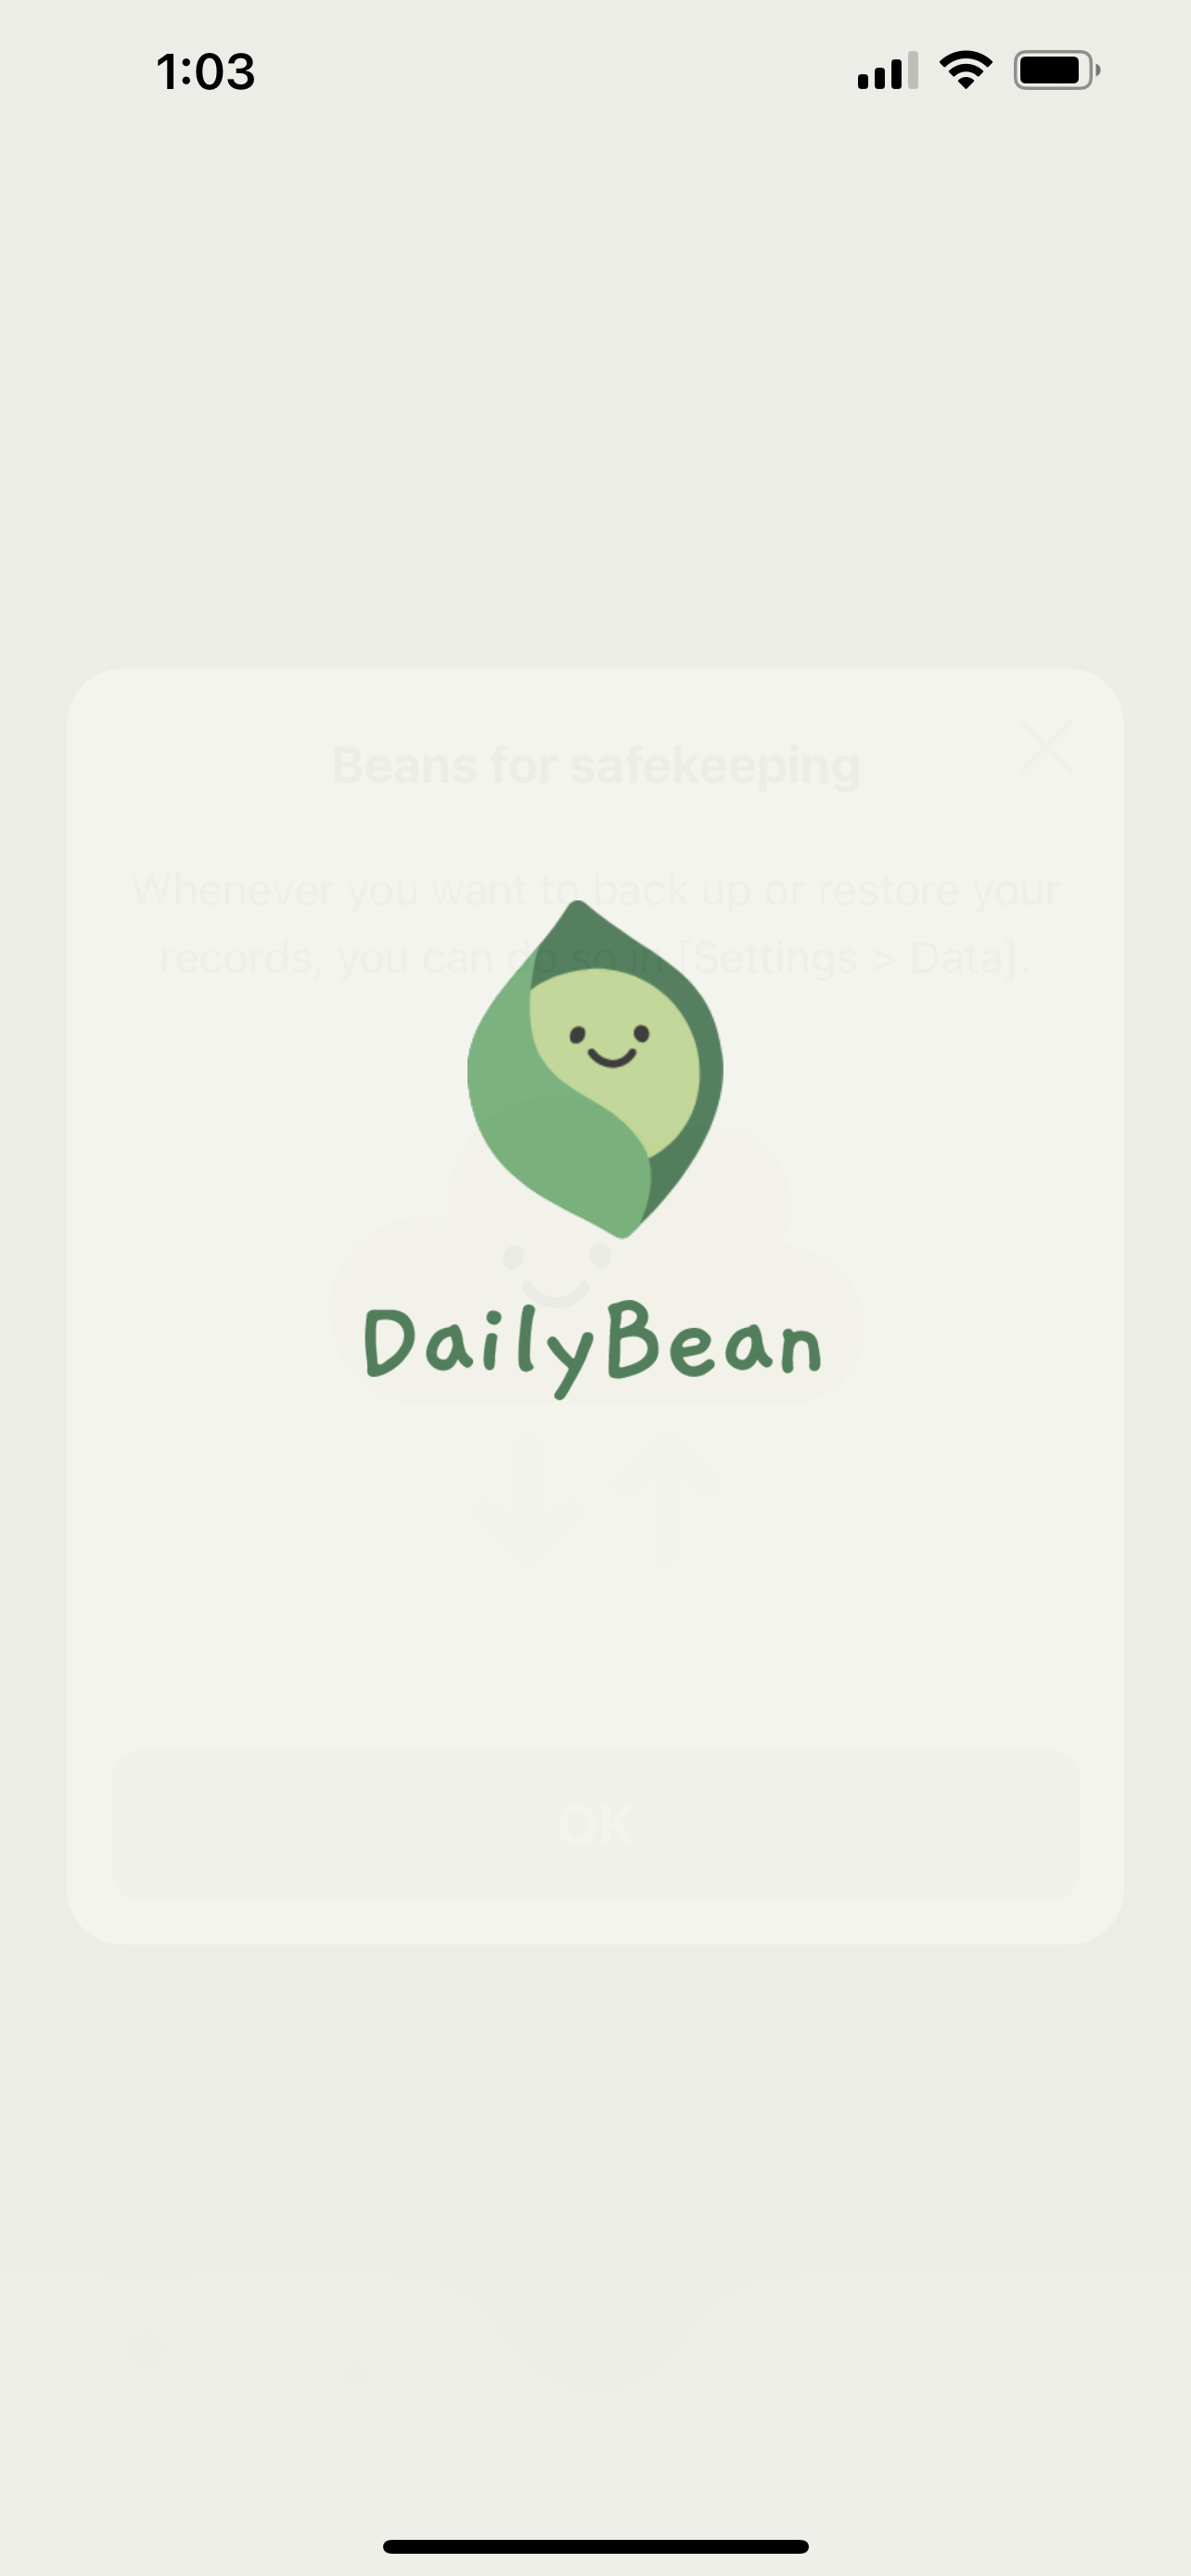 1:03
Beans for safekeeping
Whenever you want to back up or restore your
records, you can do so in [Settings > Data].
DailyBean
OK